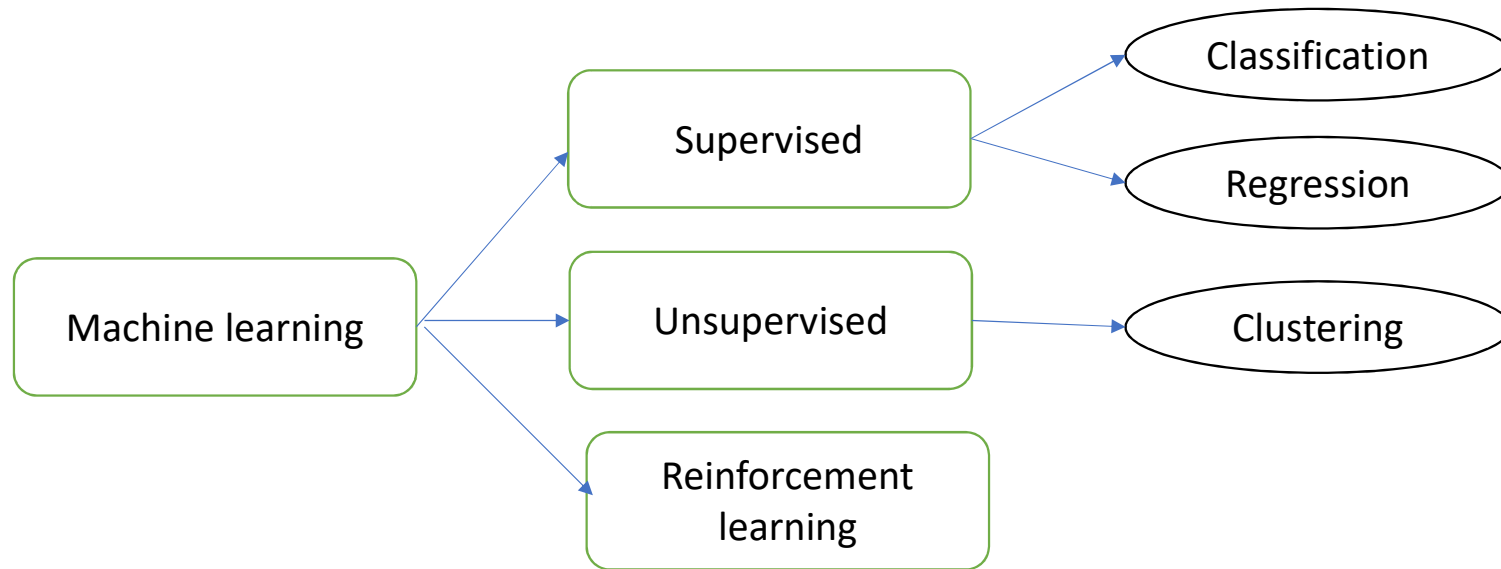 Machine learning
Supervised
Classification
Regression
Unsupervised
Clustering
Reinforcement
learning